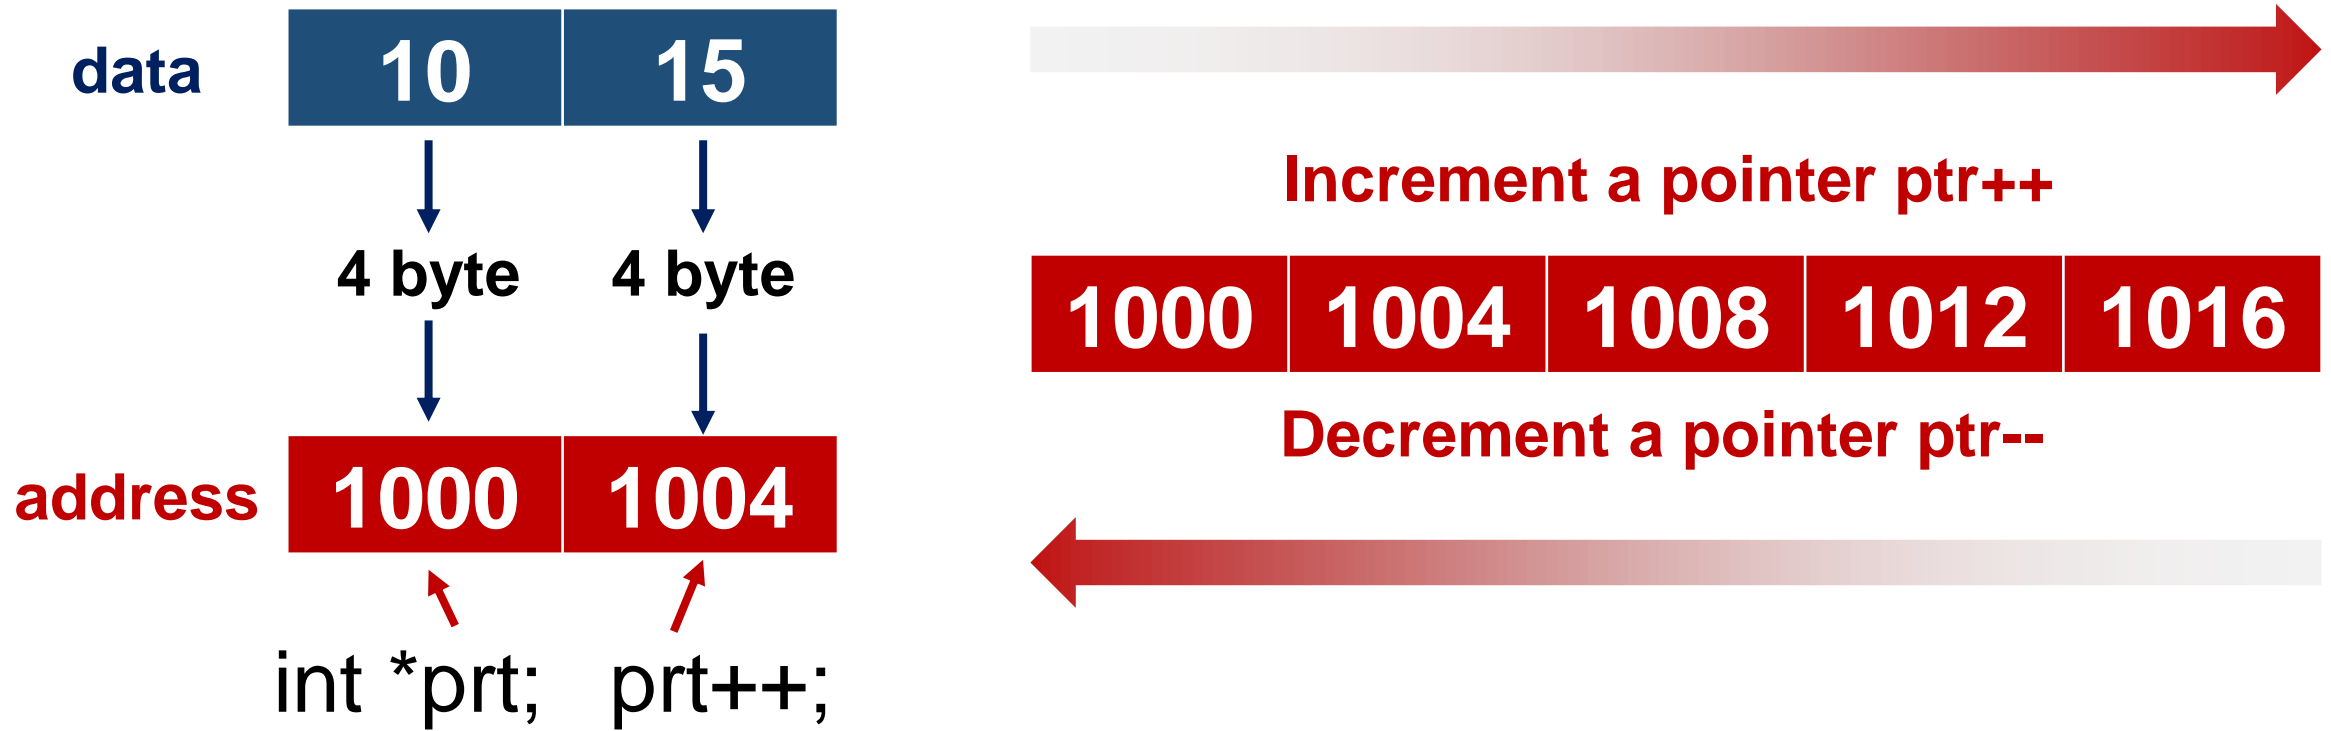 data
10 15
4 byte 4 byte
address
1000 1004
int *prt; prt++;
Increment a pointer ptr++
1000 1004 1008 1012 1016
Decrement a pointer ptr--